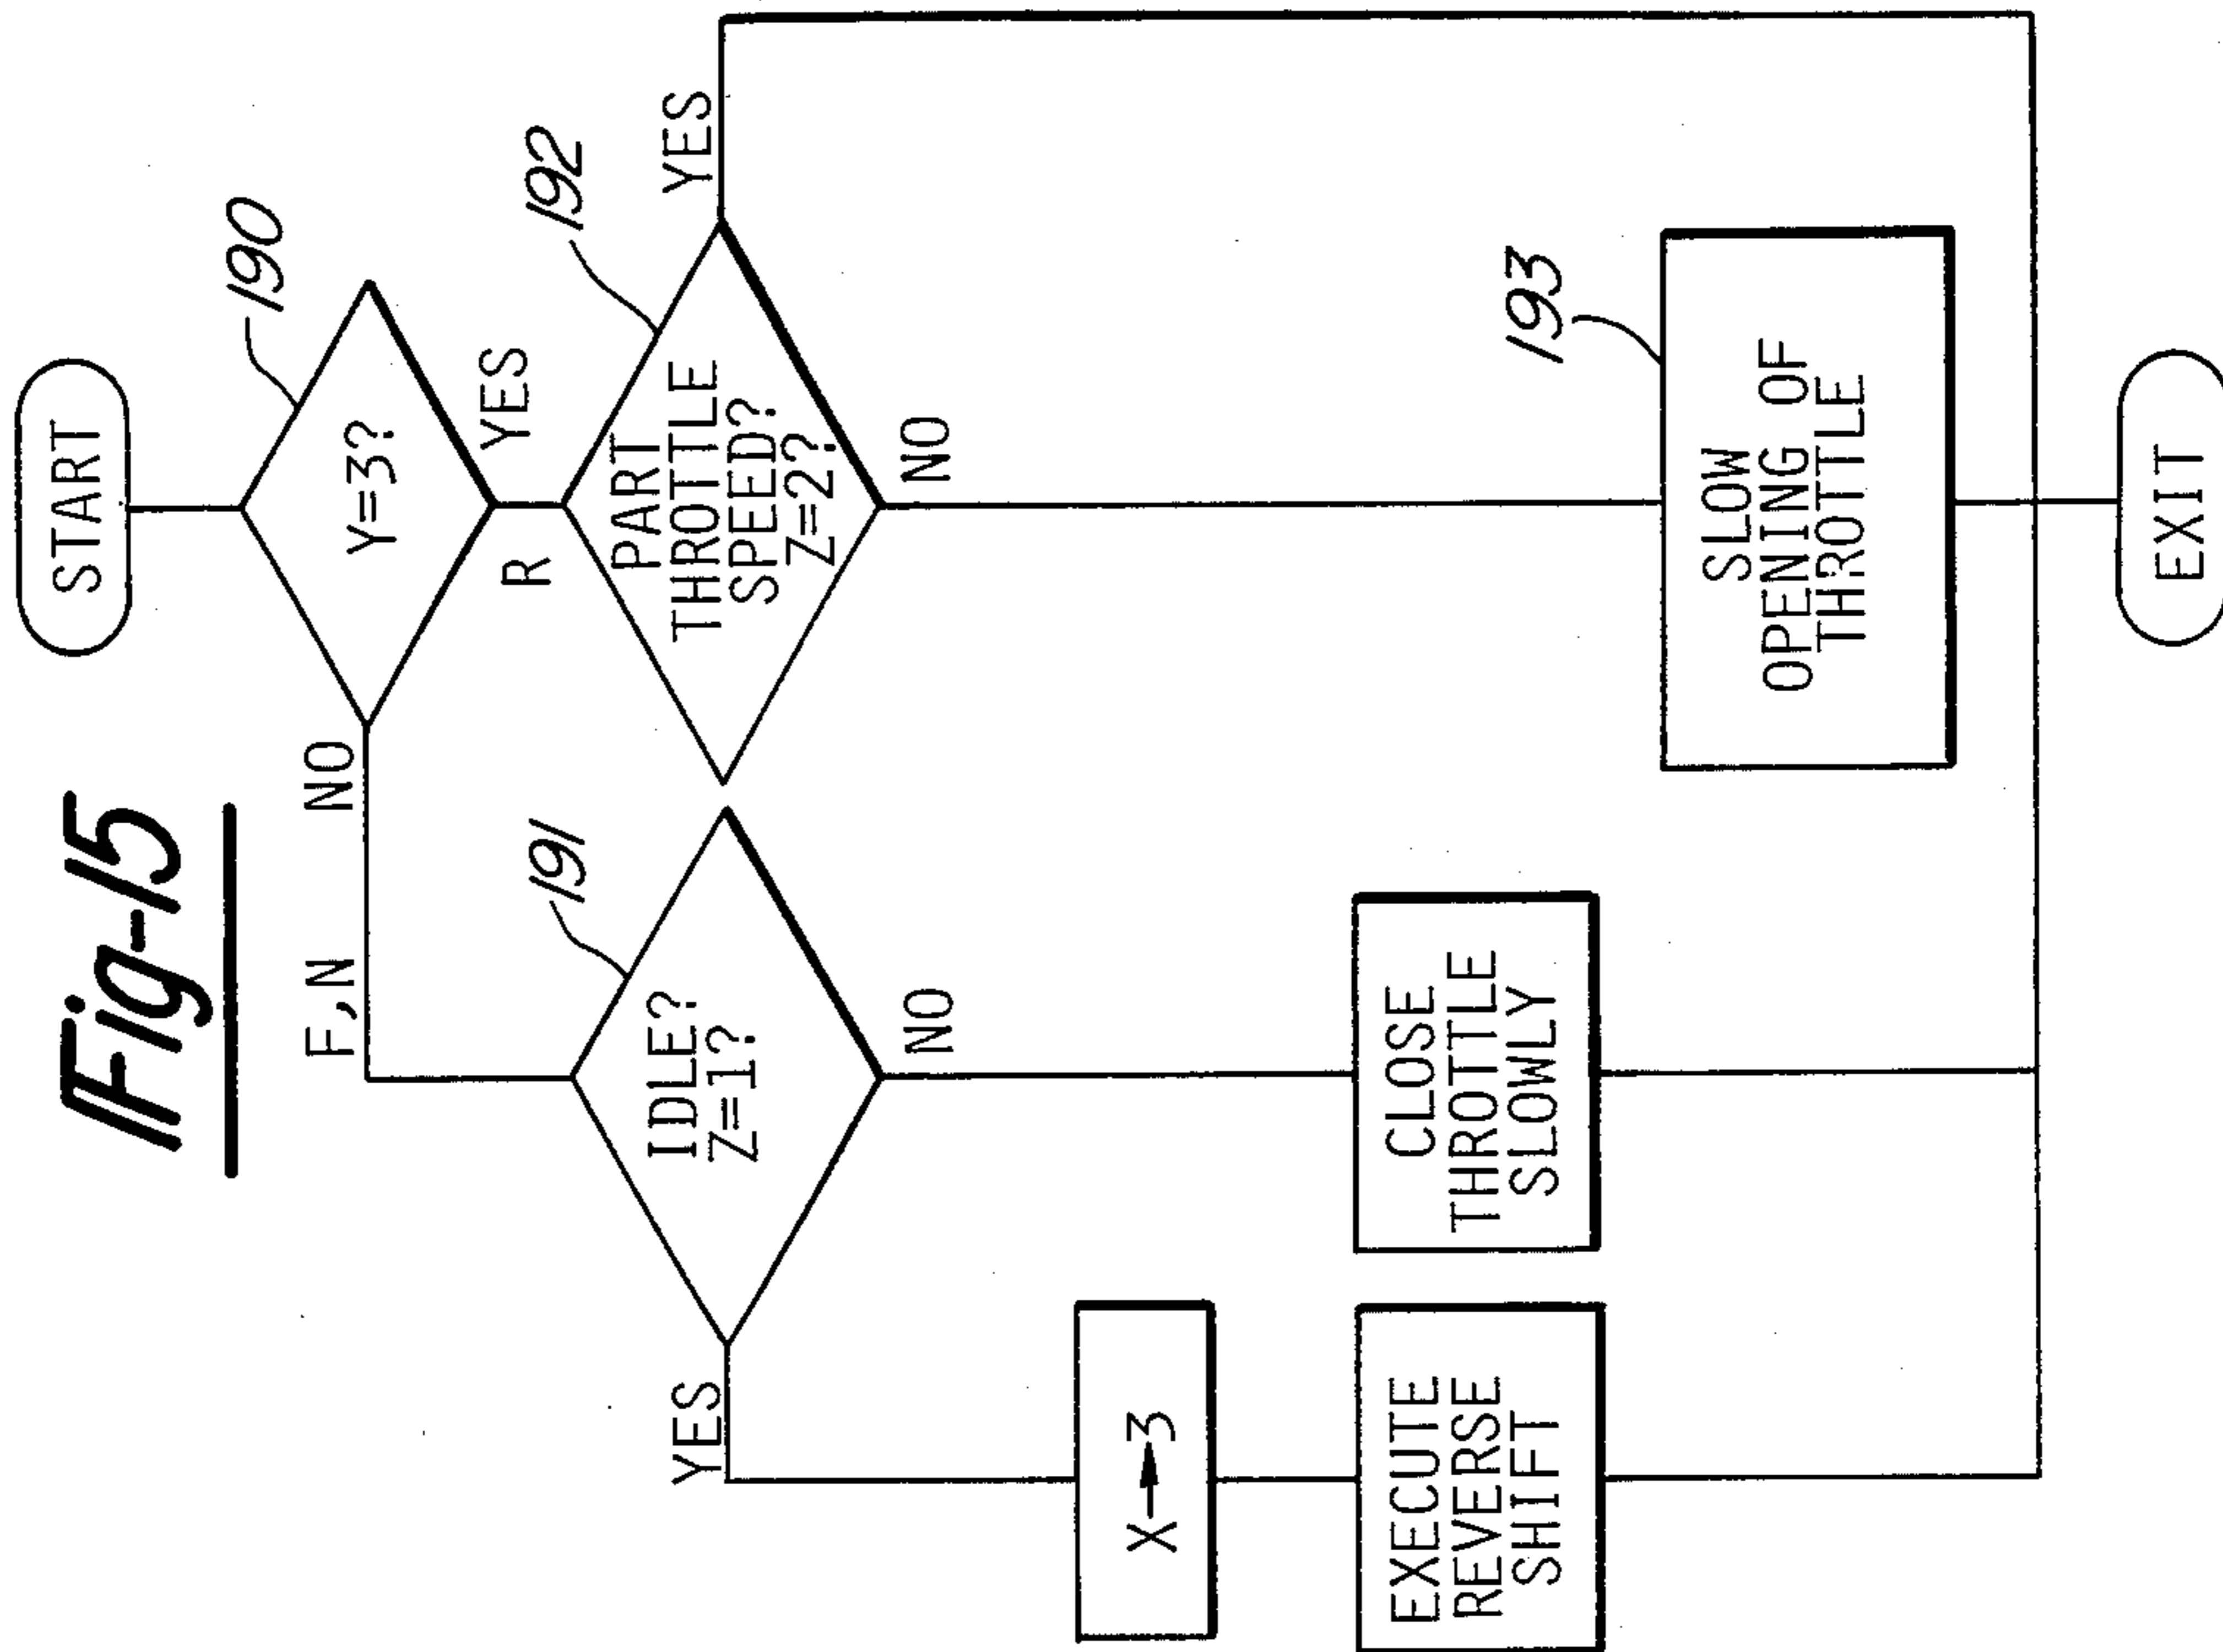 Fig-15
START
190
Y=3?
NO
YES
F,N
R
191
192
IDLE?
Z=1?
PART
THROTTLE
SPEED?
Z=2?
YES
YES
NO
NO
X→3
EXECUTE
REVERSE
SHIFT
CLOSE
THROTTLE
SLOWLY
193
SLOW
OPENING OF
THROTTLE
EXIT